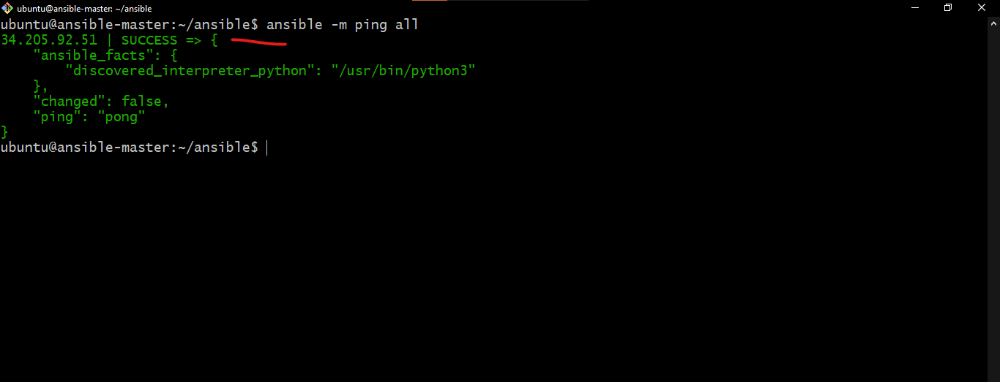 ubuntu@ansible-master: ~/ansible
ubuntu@ansible-master:~/ansible$ ansible -m ping all
34.205.92.51 | SUCCESS => {
    "ansible_facts": {
        "discovered_interpreter_python": "/usr/bin/python3"
    },
    "changed": false,
    "ping": "pong"
}
ubuntu@ansible-master:~/ansible$